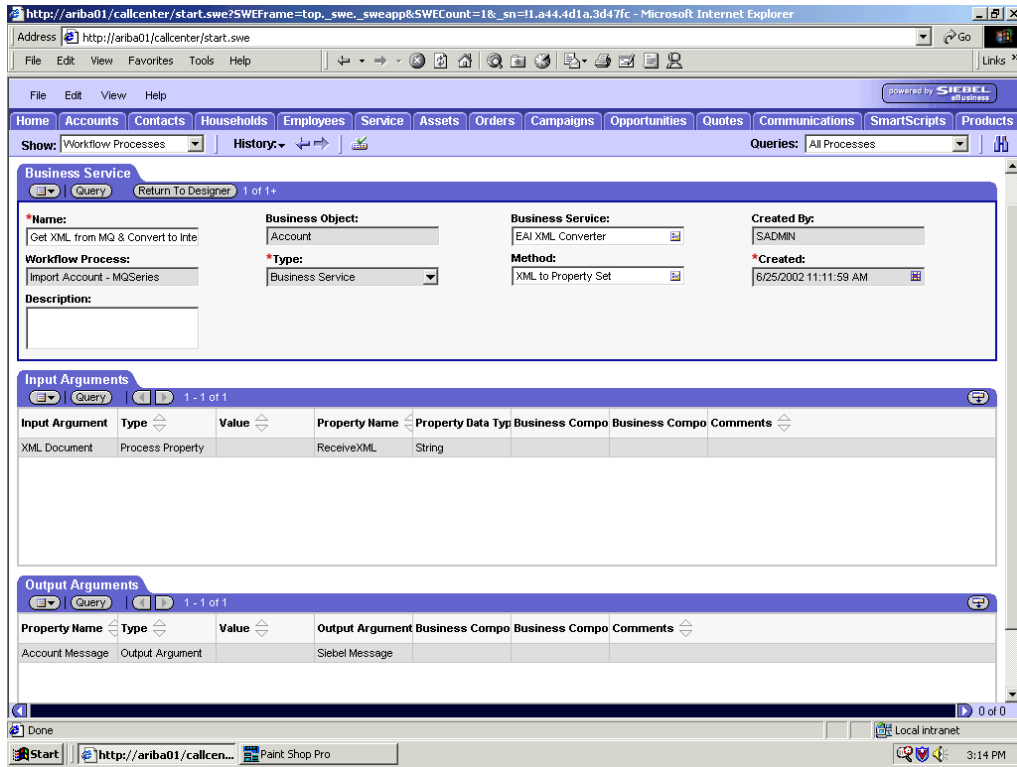 http://ariba01/callcenter/start.swe?SWEFrame=top._swe._sweapp&SWECount=1&_sn=!1.a44.4d1a.3d47fc - Microsoft Internet Explorer
Address http://ariba01/callcenter/start.swe Go
File Edit View Favorites Tools Help Links »
File Edit View Help powered by SIEBEL eBusiness
Home Accounts Contacts Households Employees Service Assets Orders Campaigns Opportunities Quotes Communications SmartScripts Products
Show: Workflow Processes History: Queries: All Processes
Business Service
Query Return To Designer 1 of 1+
*Name: Business Object: Business Service: Created By:
Get XML from MQ & Convert to Inte Account EAI XML Converter SADMIN
Workflow Process: *Type: Method: *Created:
Import Account - MQSeries Business Service XML to Property Set 6/25/2002 11:11:59 AM
Description:
Input Arguments
Query 1 - 1 of 1
Input Argument Type Value Property Name Property Data Typ Business Compo Business Compo Comments
XML Document Process Property ReceiveXML String
Output Arguments
Query 1 - 1 of 1
Property Name Type Value Output Argument Business Compo Business Compo Comments
Account Message Output Argument Siebel Message
0 of 0
Done Local intranet
Start http://ariba01/callcen... Paint Shop Pro 3:14 PM